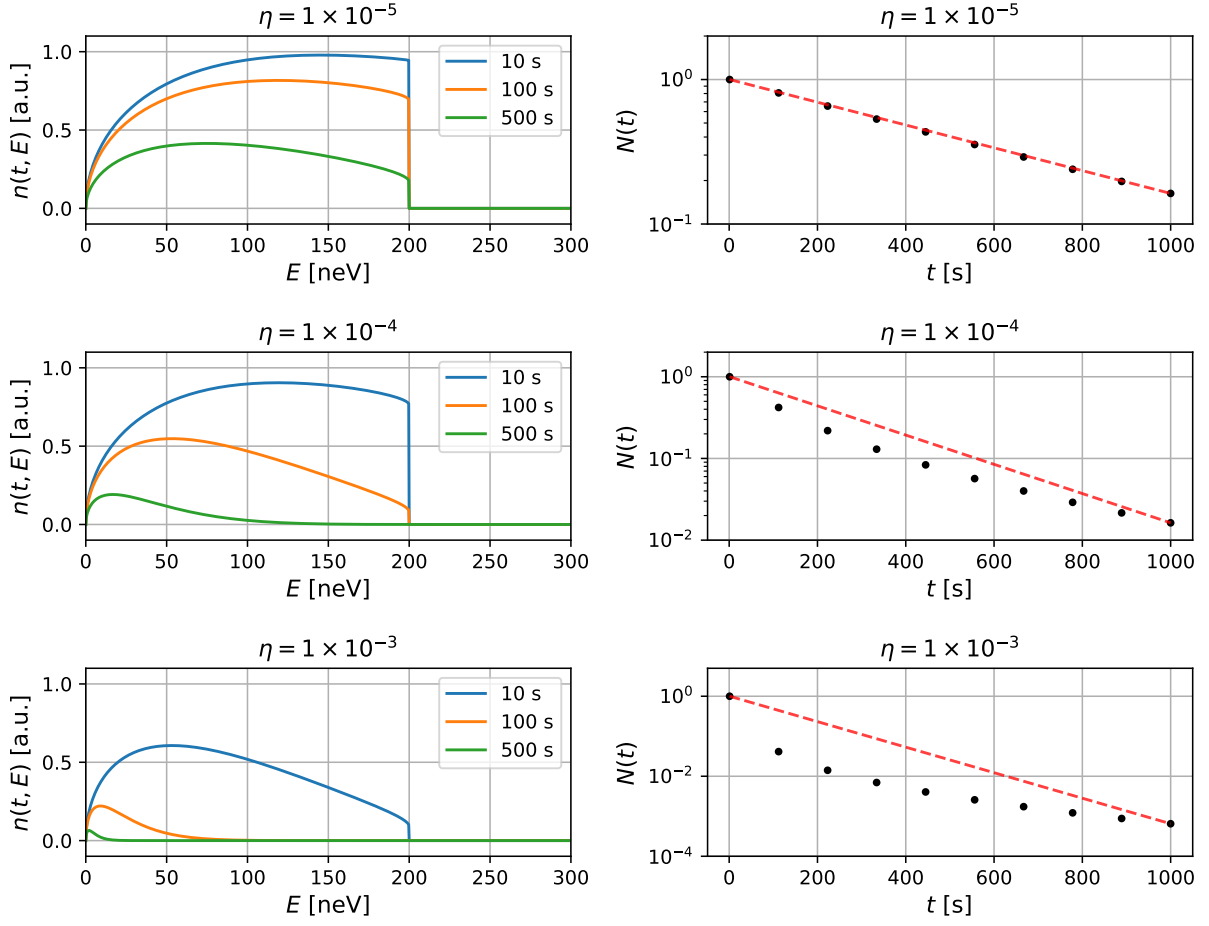 η = 1 × 10⁻⁵
n(t, E) [a.u.]
1.0
0.5
0.0
10 s
100 s
500 s
0 50 100 150 200 250 300
E [neV]
η = 1 × 10⁻⁵
N(t)
10⁰
10⁻¹
0 200 400 600 800 1000
t [s]
η = 1 × 10⁻⁴
n(t, E) [a.u.]
1.0
0.5
0.0
10 s
100 s
500 s
0 50 100 150 200 250 300
E [neV]
η = 1 × 10⁻⁴
N(t)
10⁰
10⁻¹
10⁻²
0 200 400 600 800 1000
t [s]
η = 1 × 10⁻³
n(t, E) [a.u.]
1.0
0.5
0.0
10 s
100 s
500 s
0 50 100 150 200 250 300
E [neV]
η = 1 × 10⁻³
N(t)
10⁰
10⁻²
10⁻⁴
0 200 400 600 800 1000
t [s]